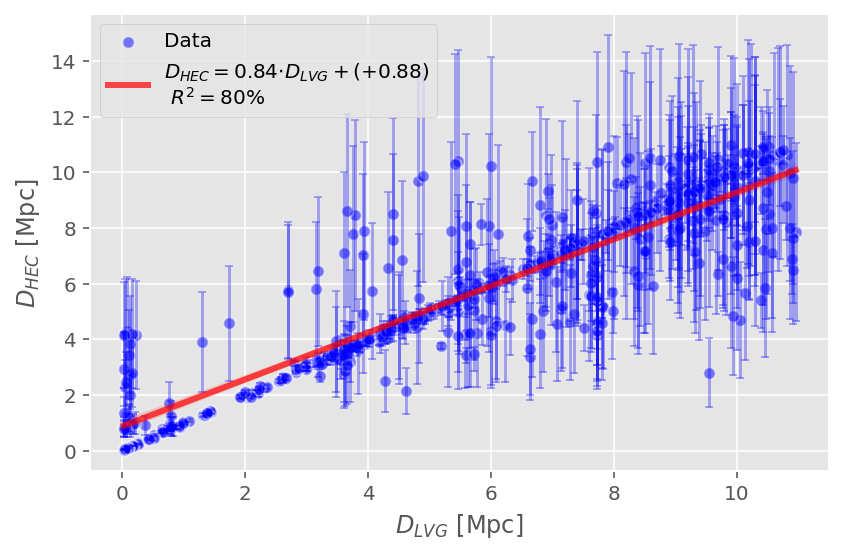 Data
D_HEC = 0.84·D_LVG + (+0.88)
R² = 80%
14
12
10
8
6
4
2
0
D_HEC [Mpc]
0 2 4 6 8 10
D_LVG [Mpc]